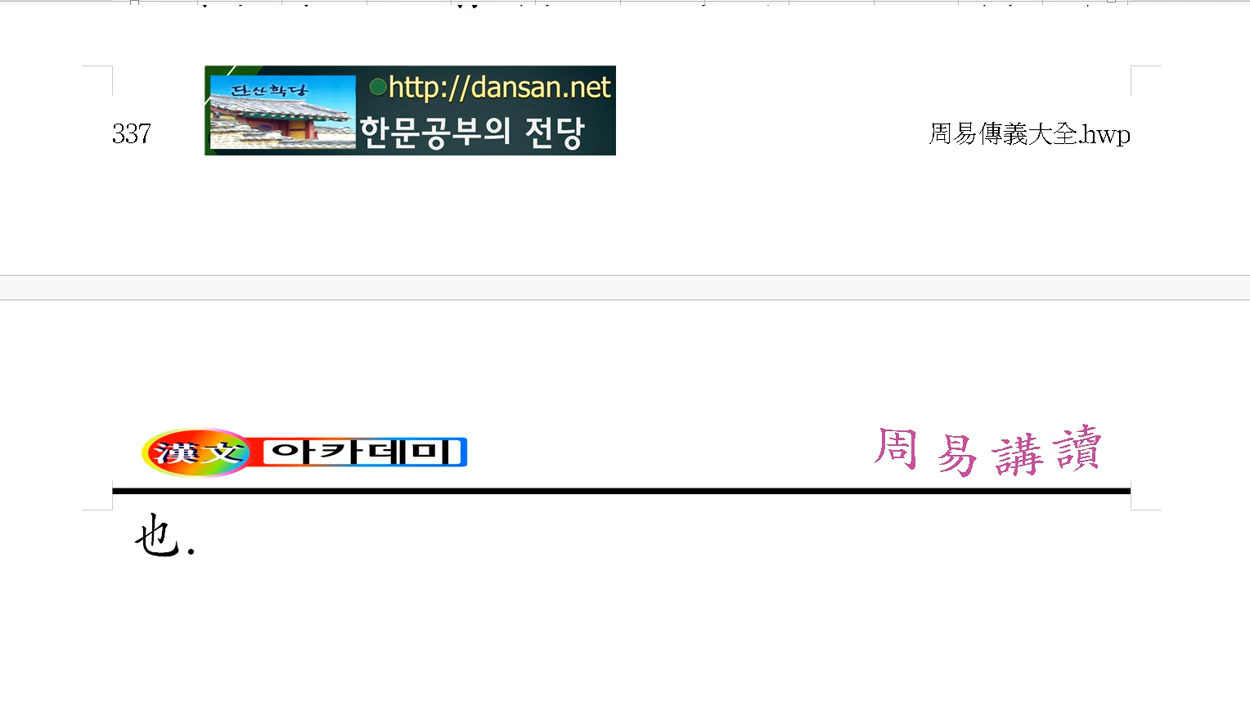 단산학당
http://dansan.net
한문공부의 전당
337
周易傳義大全.hwp
漢文 아카데미
周易講讀
也.